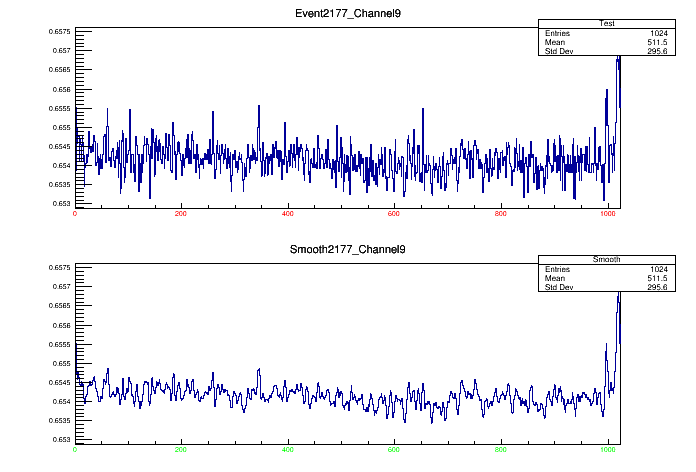 Event2177_Channel9
Test
Entries 1024
Mean 511.5
Std Dev 295.6
0.6575
0.657
0.6565
0.656
0.6555
0.655
0.6545
0.654
0.6535
0.653
0 200 400 600 800 1000
Smooth2177_Channel9
Smooth
Entries 1024
Mean 511.5
Std Dev 295.6
0.6575
0.657
0.6565
0.656
0.6555
0.655
0.6545
0.654
0.6535
0.653
0 200 400 600 800 1000